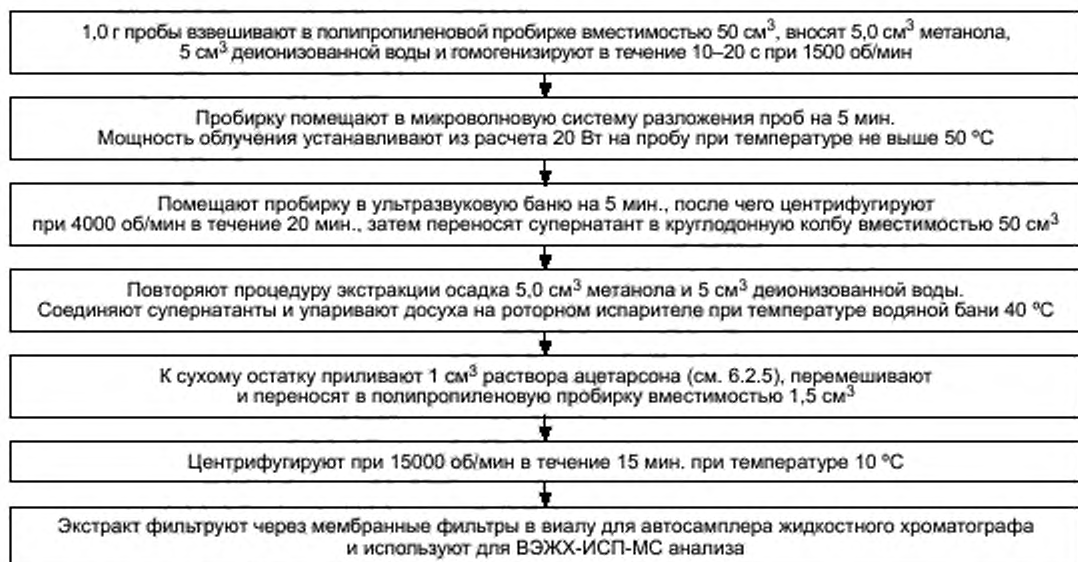 1,0 г пробы взвешивают в полипропиленовой пробирке вместимостью 50 см³, вносят 5,0 см³ метанола,
5 см³ деионизованной воды и гомогенизируют в течение 10–20 с при 1500 об/мин
Пробирку помещают в микроволновую систему разложения проб на 5 мин.
Мощность облучения устанавливают из расчета 20 Вт на пробу при температуре не выше 50 ºС
Помещают пробирку в ультразвуковую баню на 5 мин., после чего центрифугируют
при 4000 об/мин в течение 20 мин., затем переносят супернатант в круглодонную колбу вместимостью 50 см³
Повторяют процедуру экстракции осадка 5,0 см³ метанола и 5 см³ деионизованной воды.
Соединяют супернатанты и упаривают досуха на роторном испарителе при температуре водяной бани 40 ºС
К сухому остатку приливают 1 см³ раствора ацетарсона (см. 6.2.5), перемешивают
и переносят в полипропиленовую пробирку вместимостью 1,5 см³
Центрифугируют при 15000 об/мин в течение 15 мин. при температуре 10 ºС
Экстракт фильтруют через мембранные фильтры в виалу для автосамплера жидкостного хроматографа
и используют для ВЭЖХ-ИСП-МС анализа